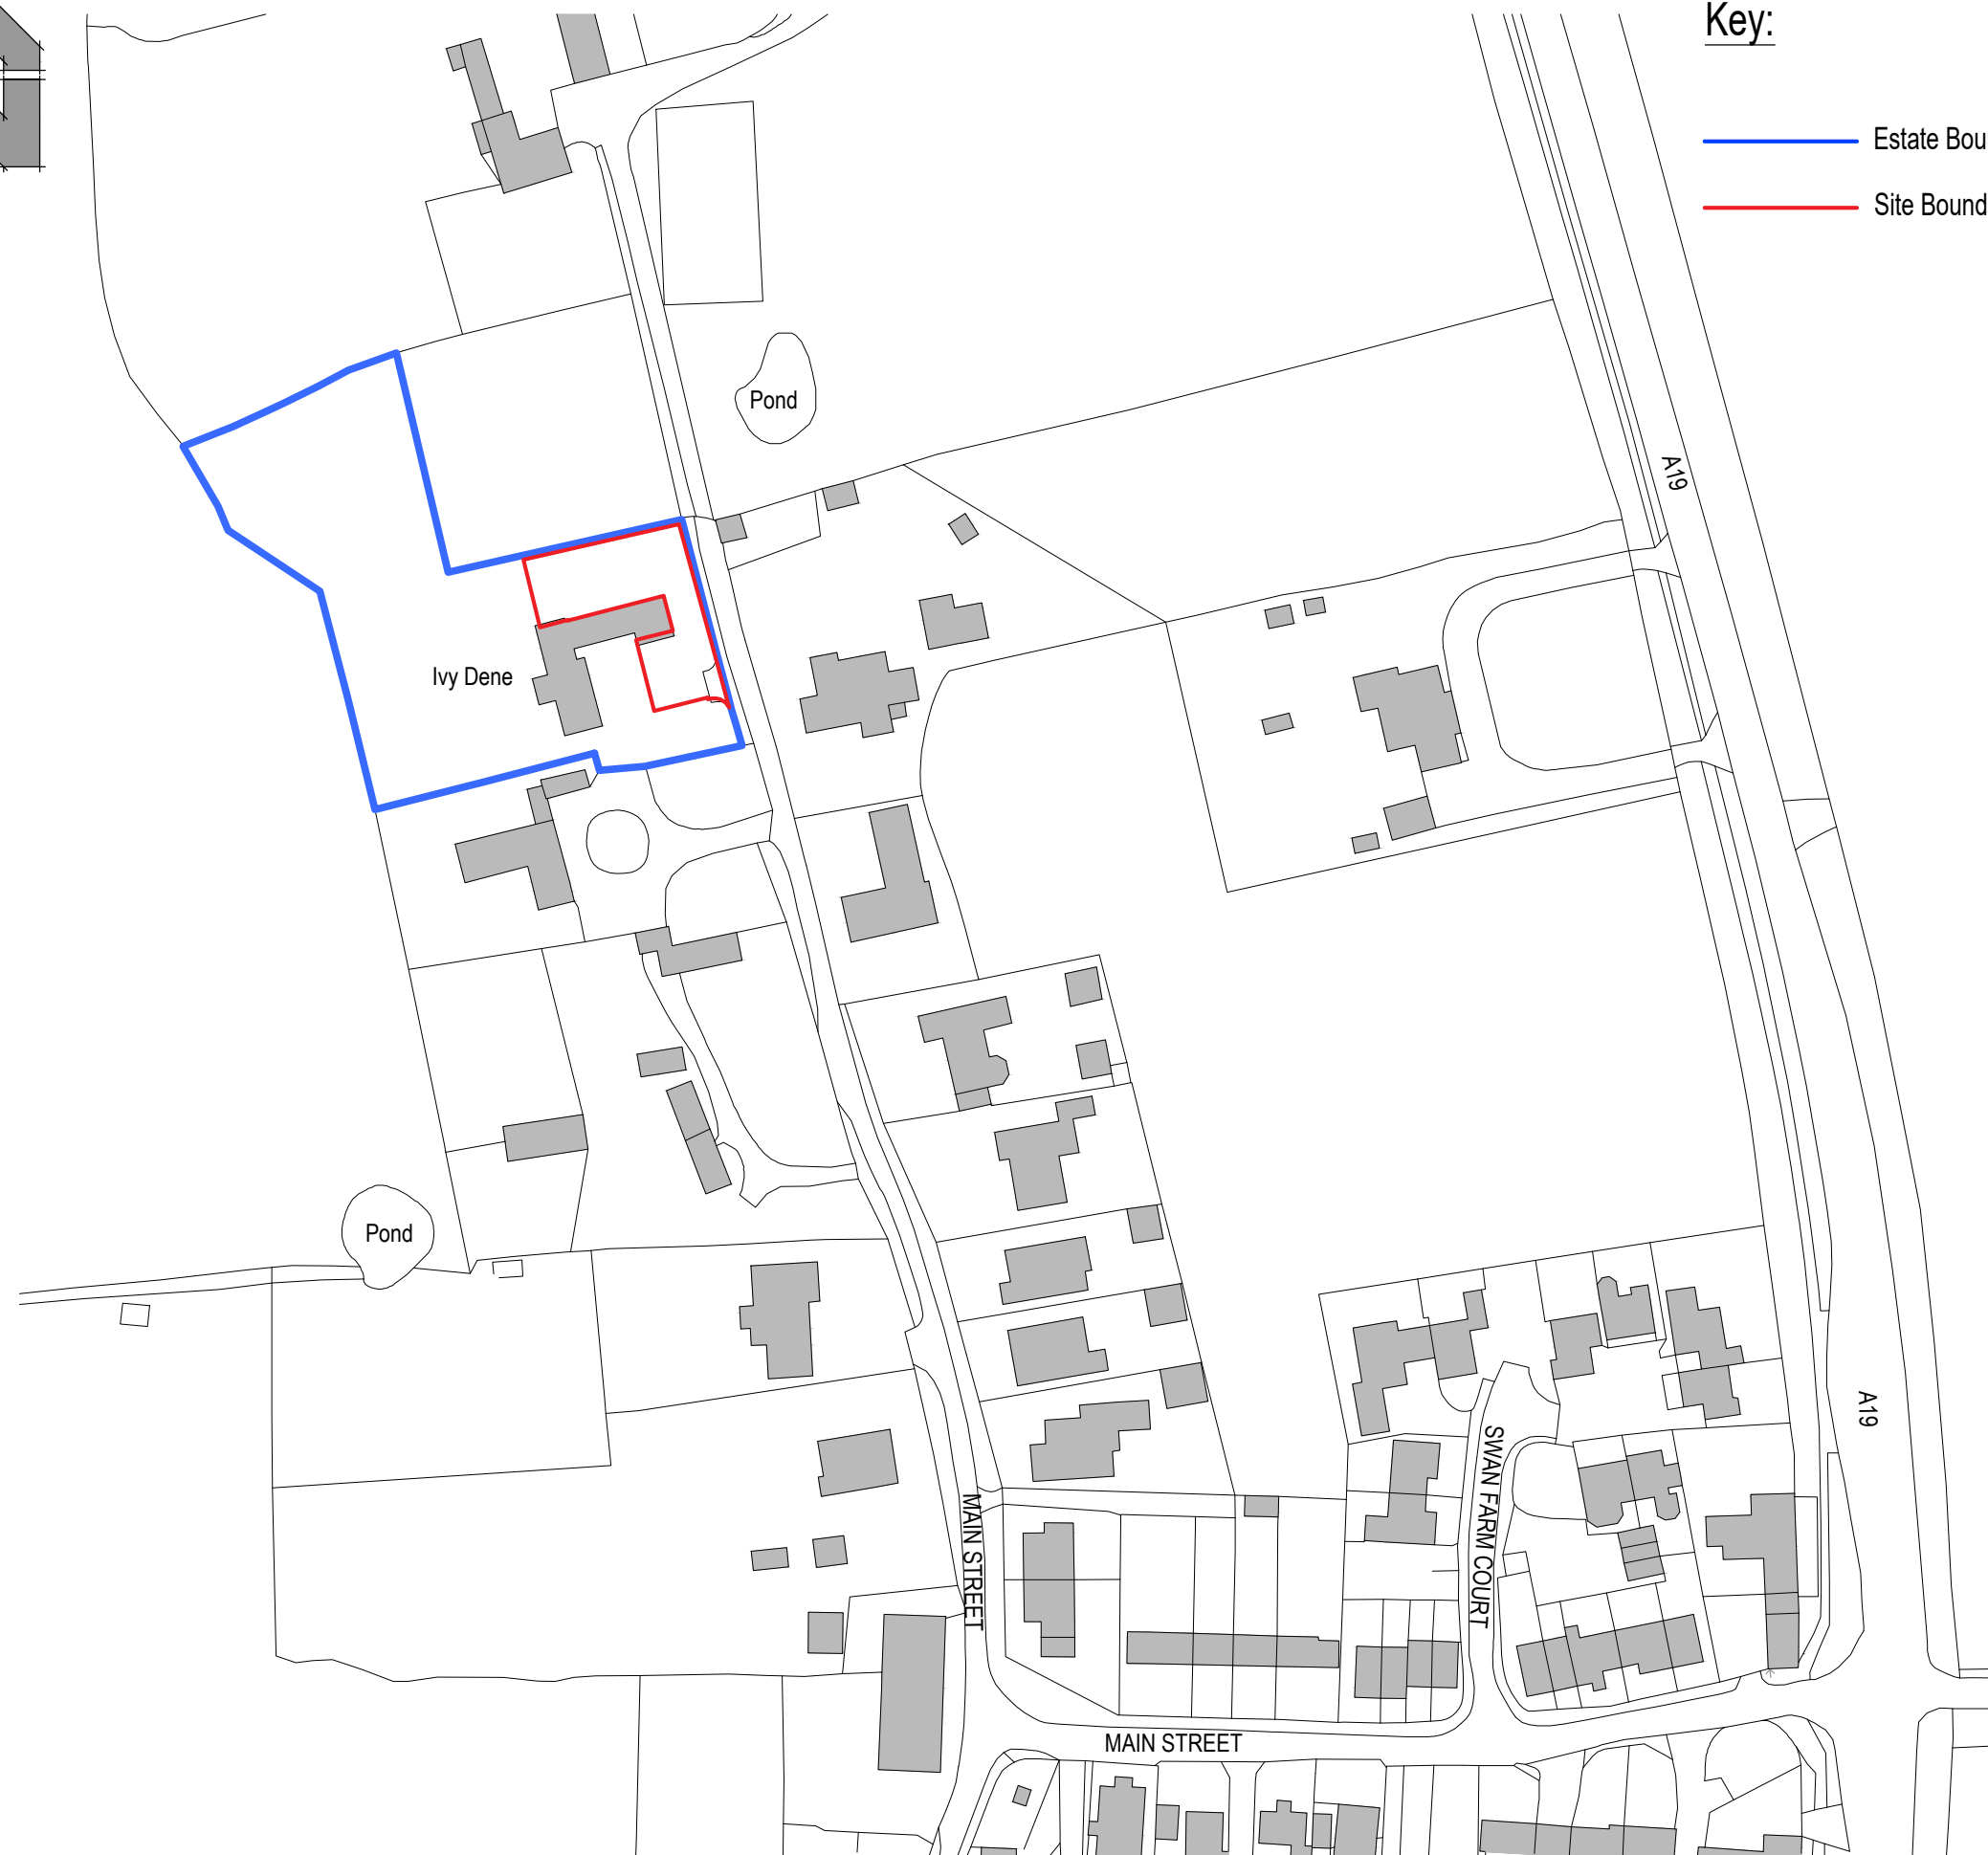 Key:
Estate Bou
Site Bound
Pond
A19
Ivy Dene
Pond
A19
SWAN FARM COURT
MAIN STREET
MAIN STREET